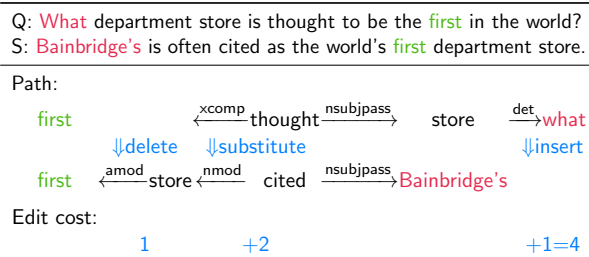 Q: What department store is thought to be the first in the world?
S: Bainbridge's is often cited as the world's first department store.
Path:
first ←xcomp thought nsubjpass→ store det→ what
⇓delete ⇓substitute ⇓insert
first ←amod store ←nmod cited nsubjpass→ Bainbridge's
Edit cost:
1 +2 +1=4